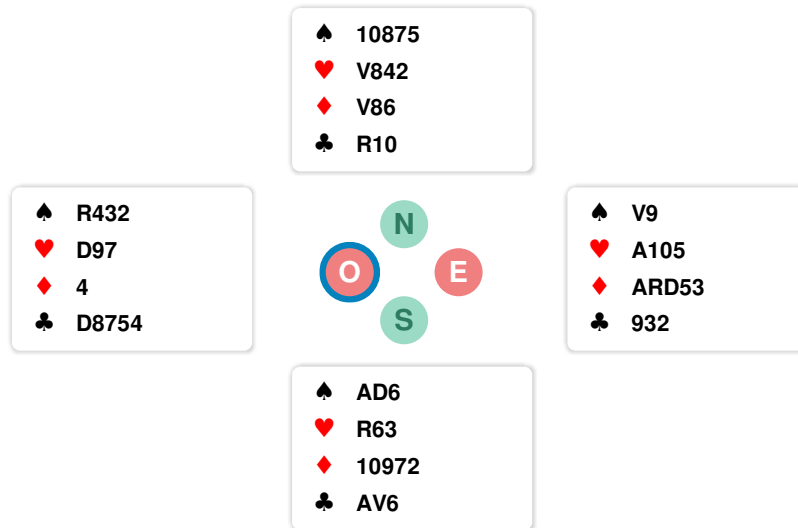 ♠ 10875
♥ V842
♦ V86
♣ R10
♠ R432
♥ D97
♦ 4
♣ D8754
N
O E
S
♠ V9
♥ A105
♦ ARD53
♣ 932
♠ AD6
♥ R63
♦ 10972
♣ AV6